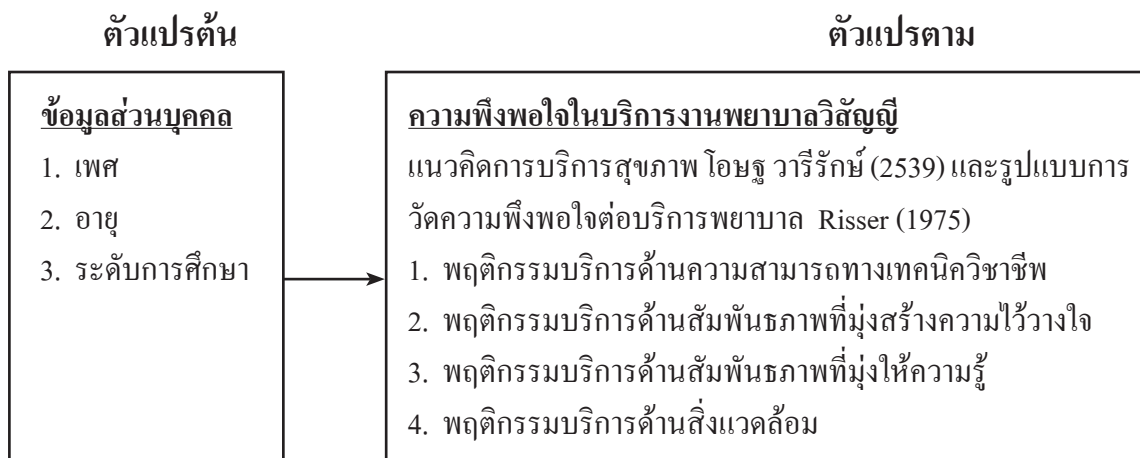 ตัวแปรต้น
ตัวแปรตาม
ข้อมูลส่วนบุคคล
1. เพศ
2. อายุ
3. ระดับการศึกษา
ความพึงพอใจในบริการงานพยาบาลวิสัญญี
แนวคิดการบริการสุขภาพ โอษฐ วารีรักษ์ (2539) และรูปแบบการ
วัดความพึงพอใจต่อบริการพยาบาล Risser (1975)
1. พฤติกรรมบริการด้านความสามารถทางเทคนิควิชาชีพ
2. พฤติกรรมบริการด้านสัมพันธภาพที่มุ่งสร้างความไว้วางใจ
3. พฤติกรรมบริการด้านสัมพันธภาพที่มุ่งให้ความรู้
4. พฤติกรรมบริการด้านสิ่งแวดล้อม